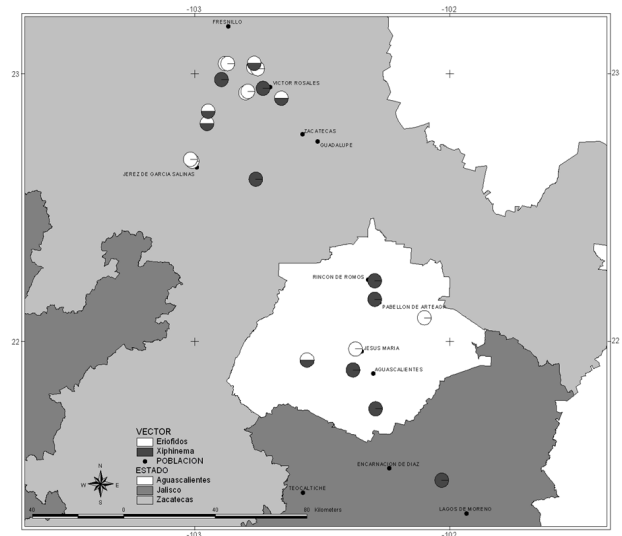 -103 -102
FRESNILLO
23 23
VICTOR ROSALES
ZACATECAS
GUADALUPE
JEREZ DE GARCIA SALINAS
RINCON DE ROMOS
PABELLON DE ARTEAGA
22 22
JESUS MARIA
AGUASCALIENTES
VECTOR
Eriofidos
Xiphinema
POBLACION
ESTADO
Aguascalientes
Jalisco
Zacatecas
ENCARNACION DE DIAZ
TEOCALTICHE
LAGOS DE MORENO
N
W E
S
40 0 40 80 Kilometers
-103 -102